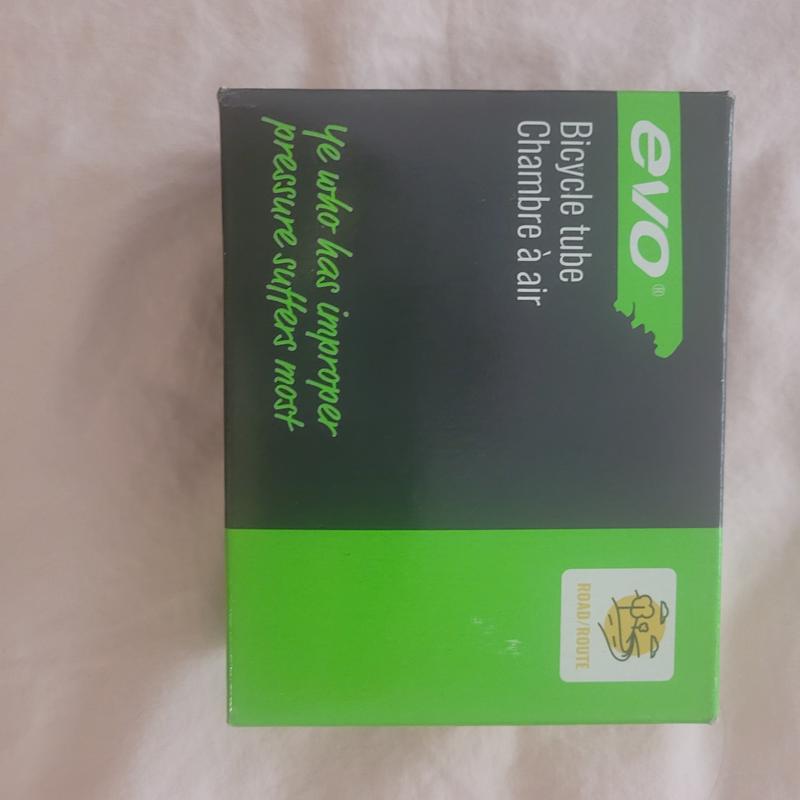 evo®
Bicycle tube
Chambre à air
ye who has improper
pressure suffers most
ROAD/ROUTE